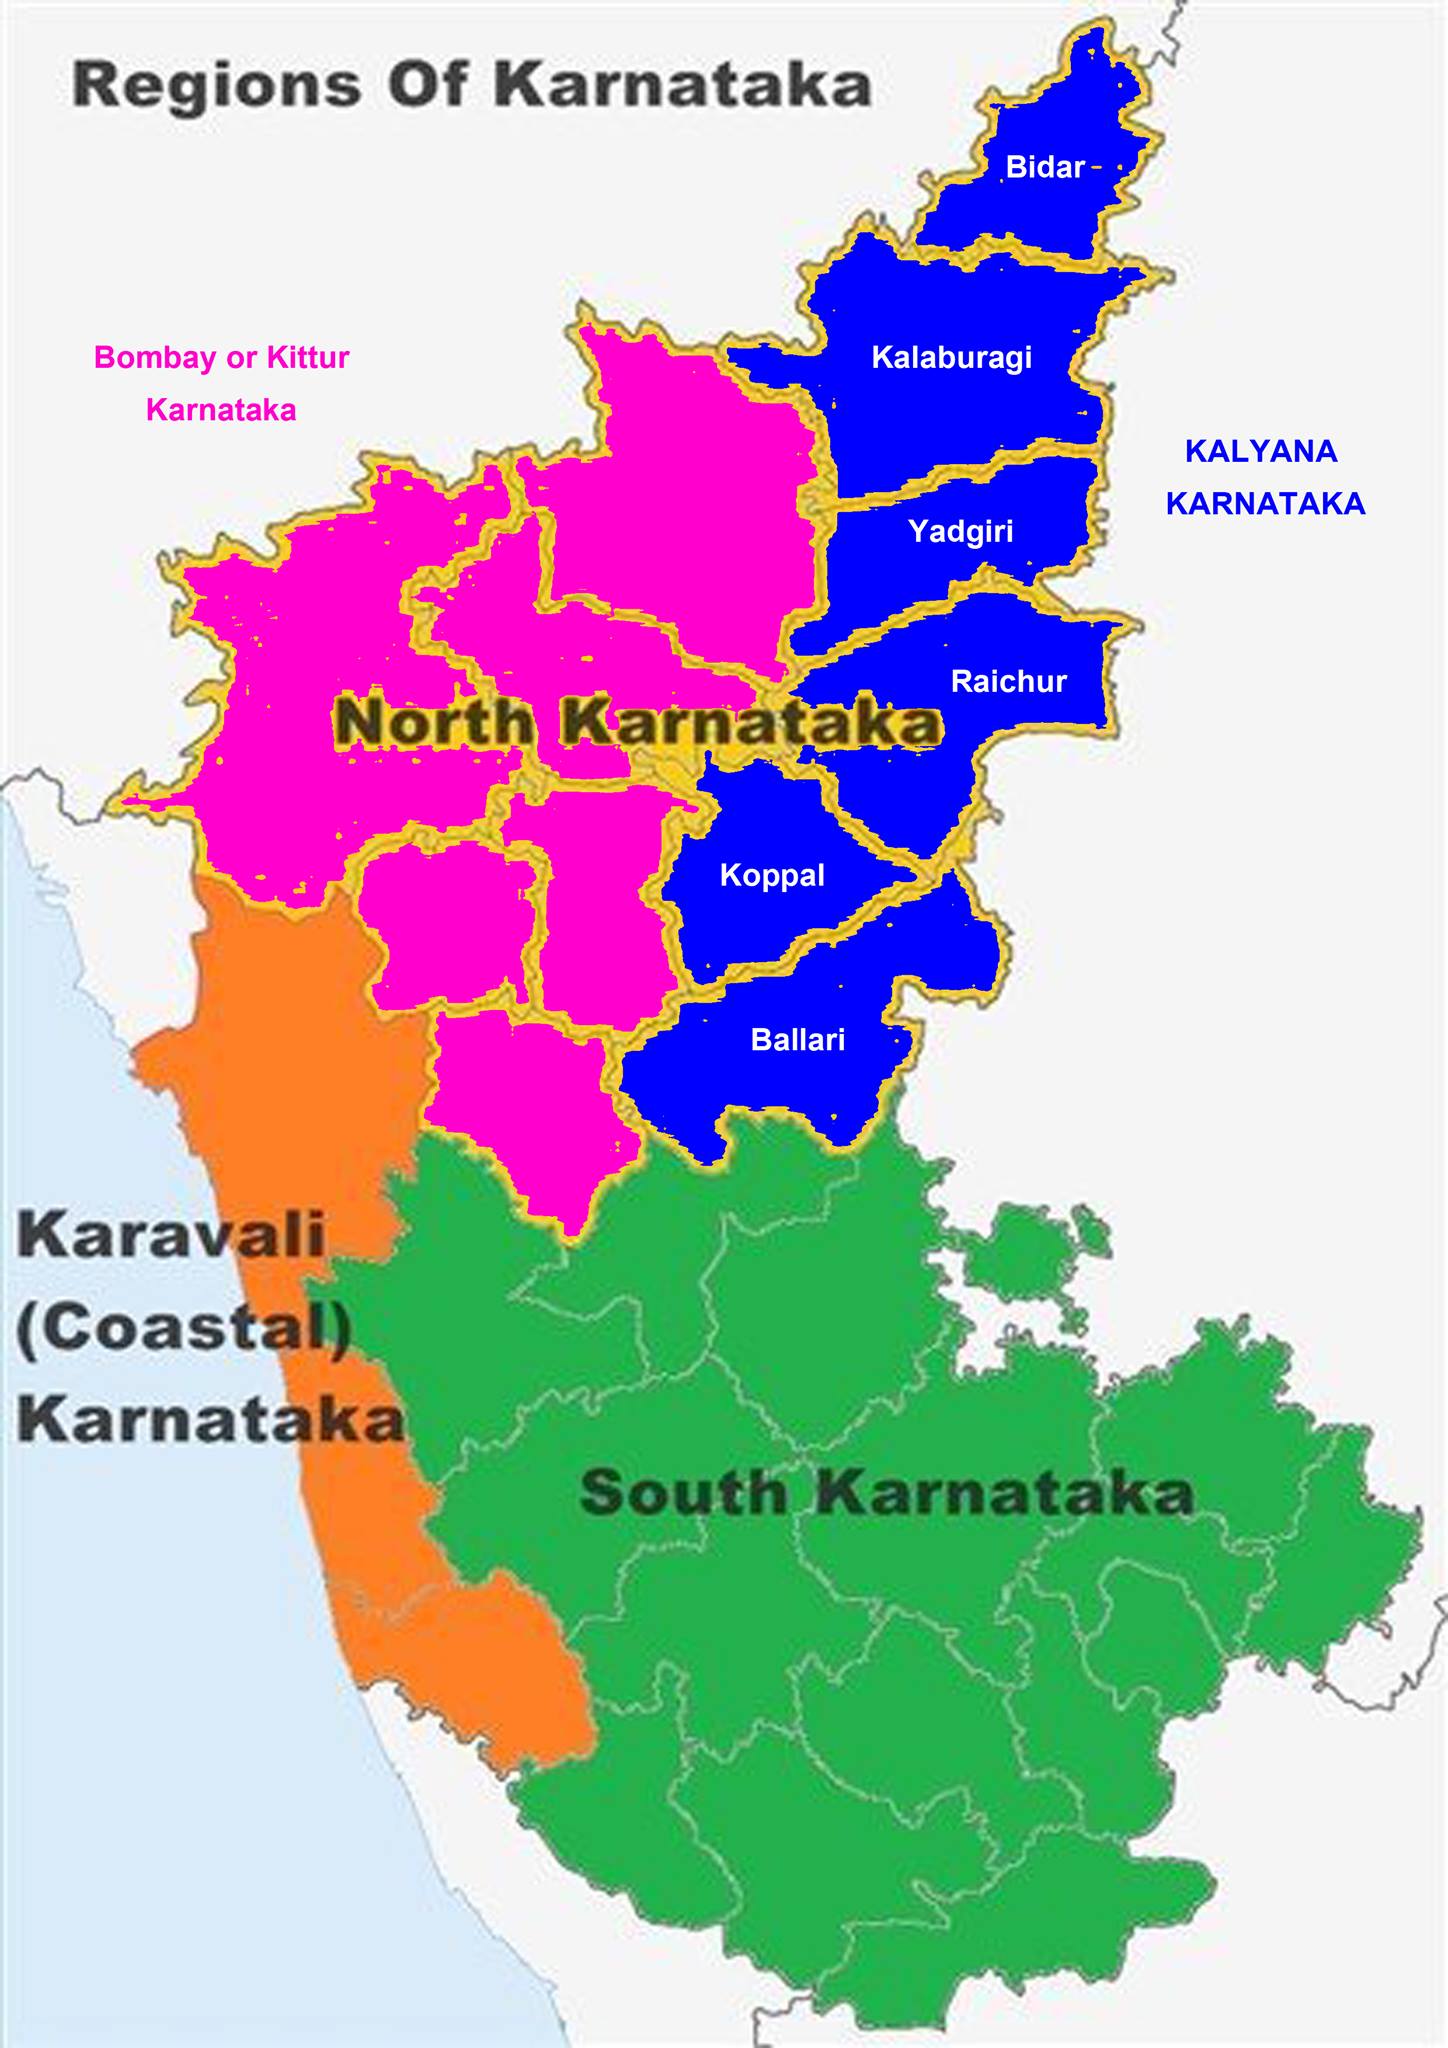 Regions Of Karnataka
Bidar
Bombay or Kittur
Karnataka
Kalaburagi
KALYANA
KARNATAKA
Yadgiri
Raichur
North Karnataka
Koppal
Ballari
Karavali
(Coastal)
Karnataka
South Karnataka